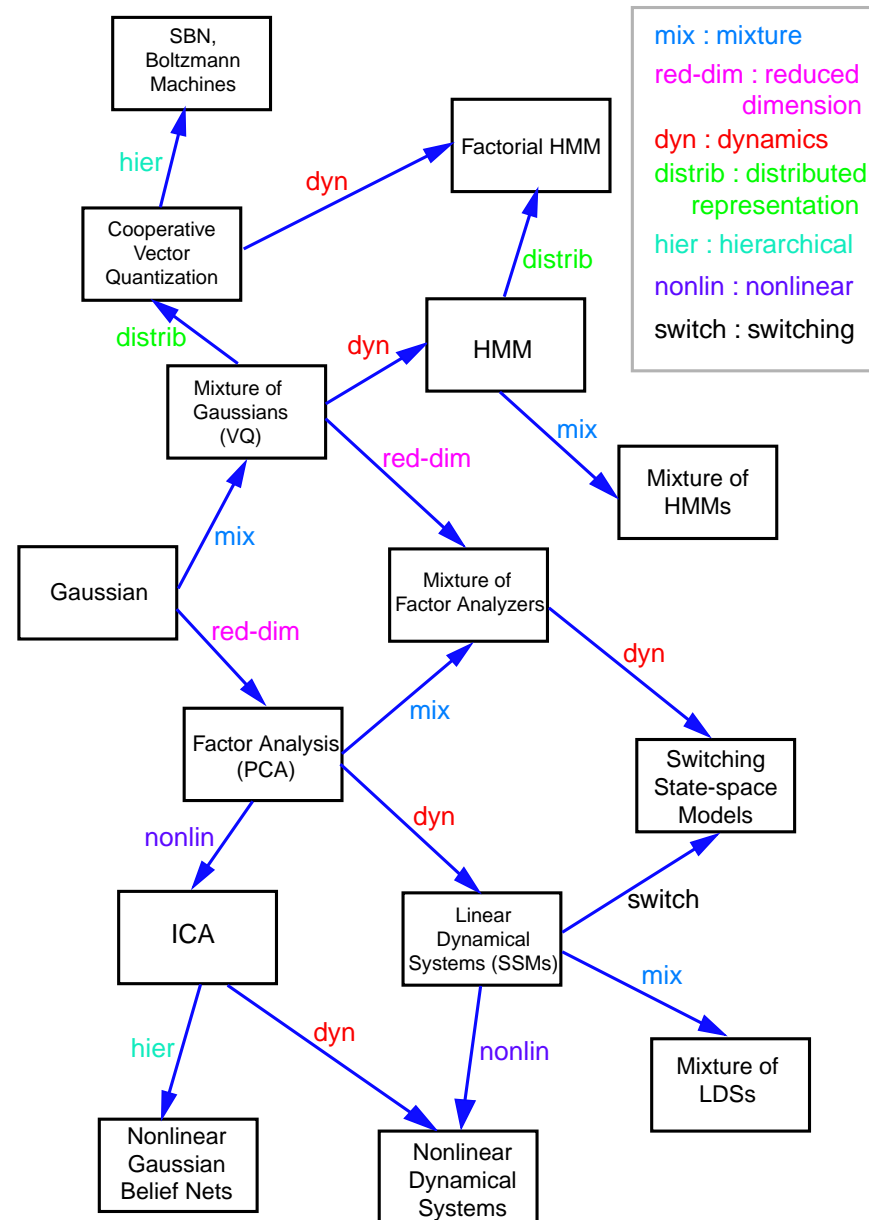 SBN,
Boltzmann
Machines
mix : mixture
red-dim : reduced
dimension
dyn : dynamics
distrib : distributed
representation
hier : hierarchical
nonlin : nonlinear
switch : switching
hier
dyn
Factorial HMM
Cooperative
Vector
Quantization
distrib
distrib
dyn
HMM
Mixture of
Gaussians
(VQ)
mix
red-dim
Mixture of
HMMs
mix
Gaussian
Mixture of
Factor Analyzers
red-dim
dyn
mix
Factor Analysis
(PCA)
Switching
State-space
Models
nonlin
dyn
switch
ICA
Linear
Dynamical
Systems (SSMs)
mix
hier
dyn
nonlin
Mixture of
LDSs
Nonlinear
Gaussian
Belief Nets
Nonlinear
Dynamical
Systems